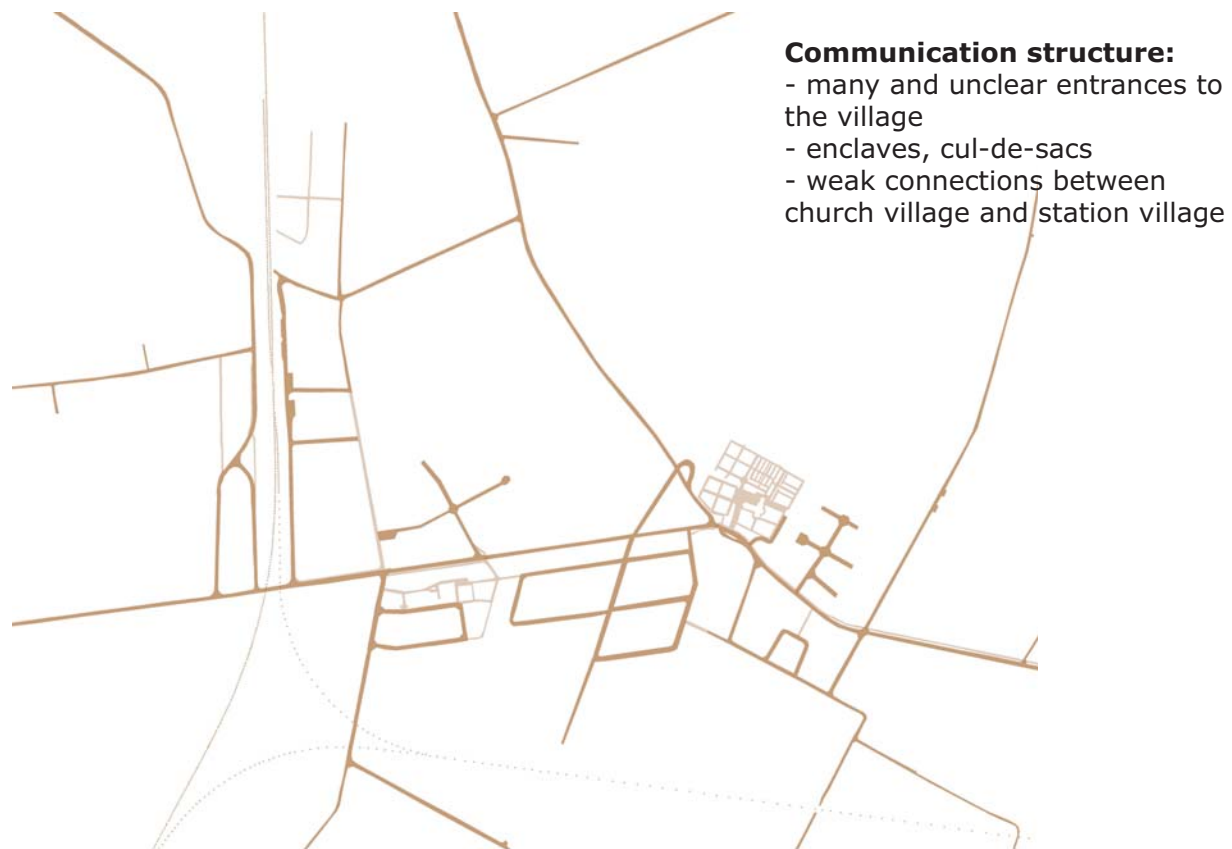 Communication structure:
- many and unclear entrances to
the village
- enclaves, cul-de-sacs
- weak connections between
church village and station village